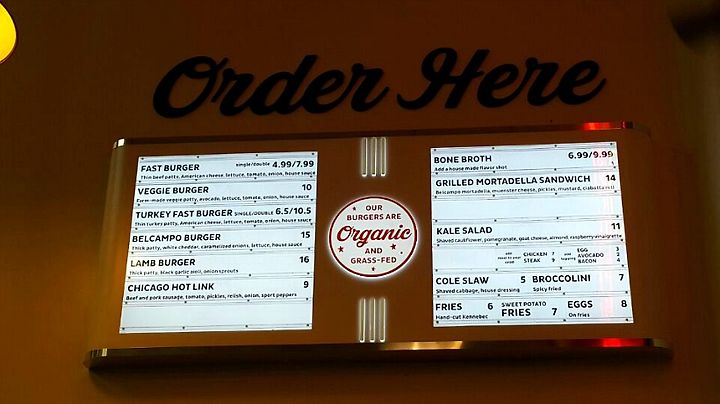 Order Here
FAST BURGER single/double 4.99/7.99
Thin beef patty, American cheese, lettuce, tomato, onion, house sauce
VEGGIE BURGER 10
Farm-made veggie patty, avocado, lettuce, tomato, onion, house sauce
TURKEY FAST BURGER SINGLE/DOUBLE 6.5/10.5
Thin turkey patty, American cheese, lettuce, tomato, onion, house sauce
BELCAMPO BURGER 15
Thick patty, white cheddar, caramelized onions, lettuce, house sauce
LAMB BURGER 16
Thick patty, black garlic aioli, onion sprouts
CHICAGO HOT LINK 9
Beef and pork sausage, tomato, pickles, relish, onion, sport peppers
OUR
BURGERS ARE
Organic
AND
GRASS-FED
BONE BROTH 6.99/9.99
Add a house made flavor shot
GRILLED MORTADELLA SANDWICH 14
Belcampo mortadella, muenster cheese, pickles, mustard, ciabatta roll
KALE SALAD 11
Shaved cauliflower, pomegranate, goat cheese, almond, raspberry vinaigrette
CHICKEN 7
STEAK 9
EGG 3
AVOCADO 2
BACON 4
COLE SLAW 5 BROCCOLINI 7
Shaved cabbage, house dressing Spicy fried
FRIES 6 SWEET POTATO FRIES 7 EGGS 8
Hand-cut Kennebec On fries